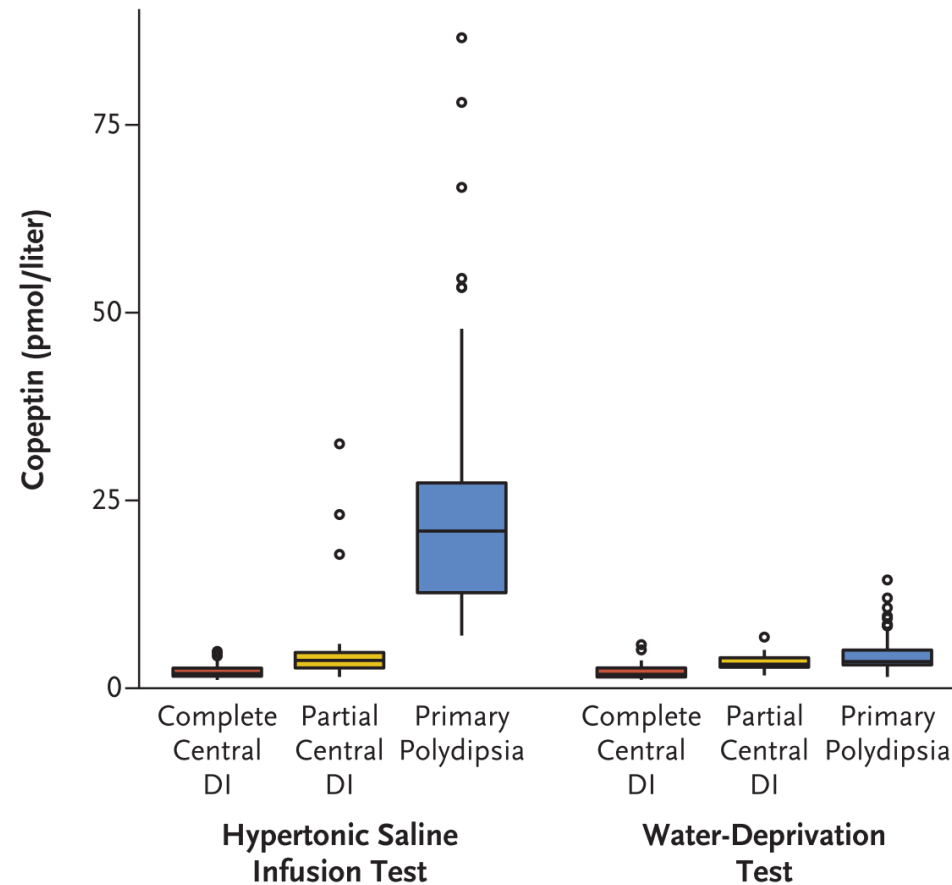 Copeptin (pmol/liter)
75
50
25
0
Complete
Central
DI
Partial
Central
DI
Primary
Polydipsia
Complete
Central
DI
Partial
Central
DI
Primary
Polydipsia
Hypertonic Saline
Infusion Test
Water-Deprivation
Test